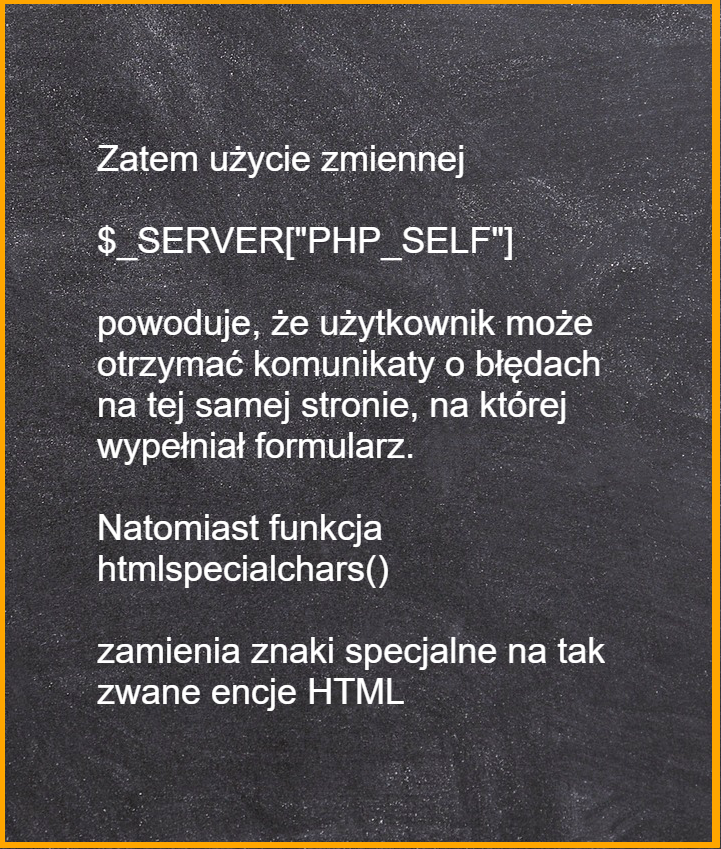 Zatem użycie zmiennej
$_SERVER["PHP_SELF"]
powoduje, że użytkownik może
otrzymać komunikaty o błędach
na tej samej stronie, na której
wypełniał formularz.
Natomiast funkcja
htmlspecialchars()
zamienia znaki specjalne na tak
zwane encje HTML